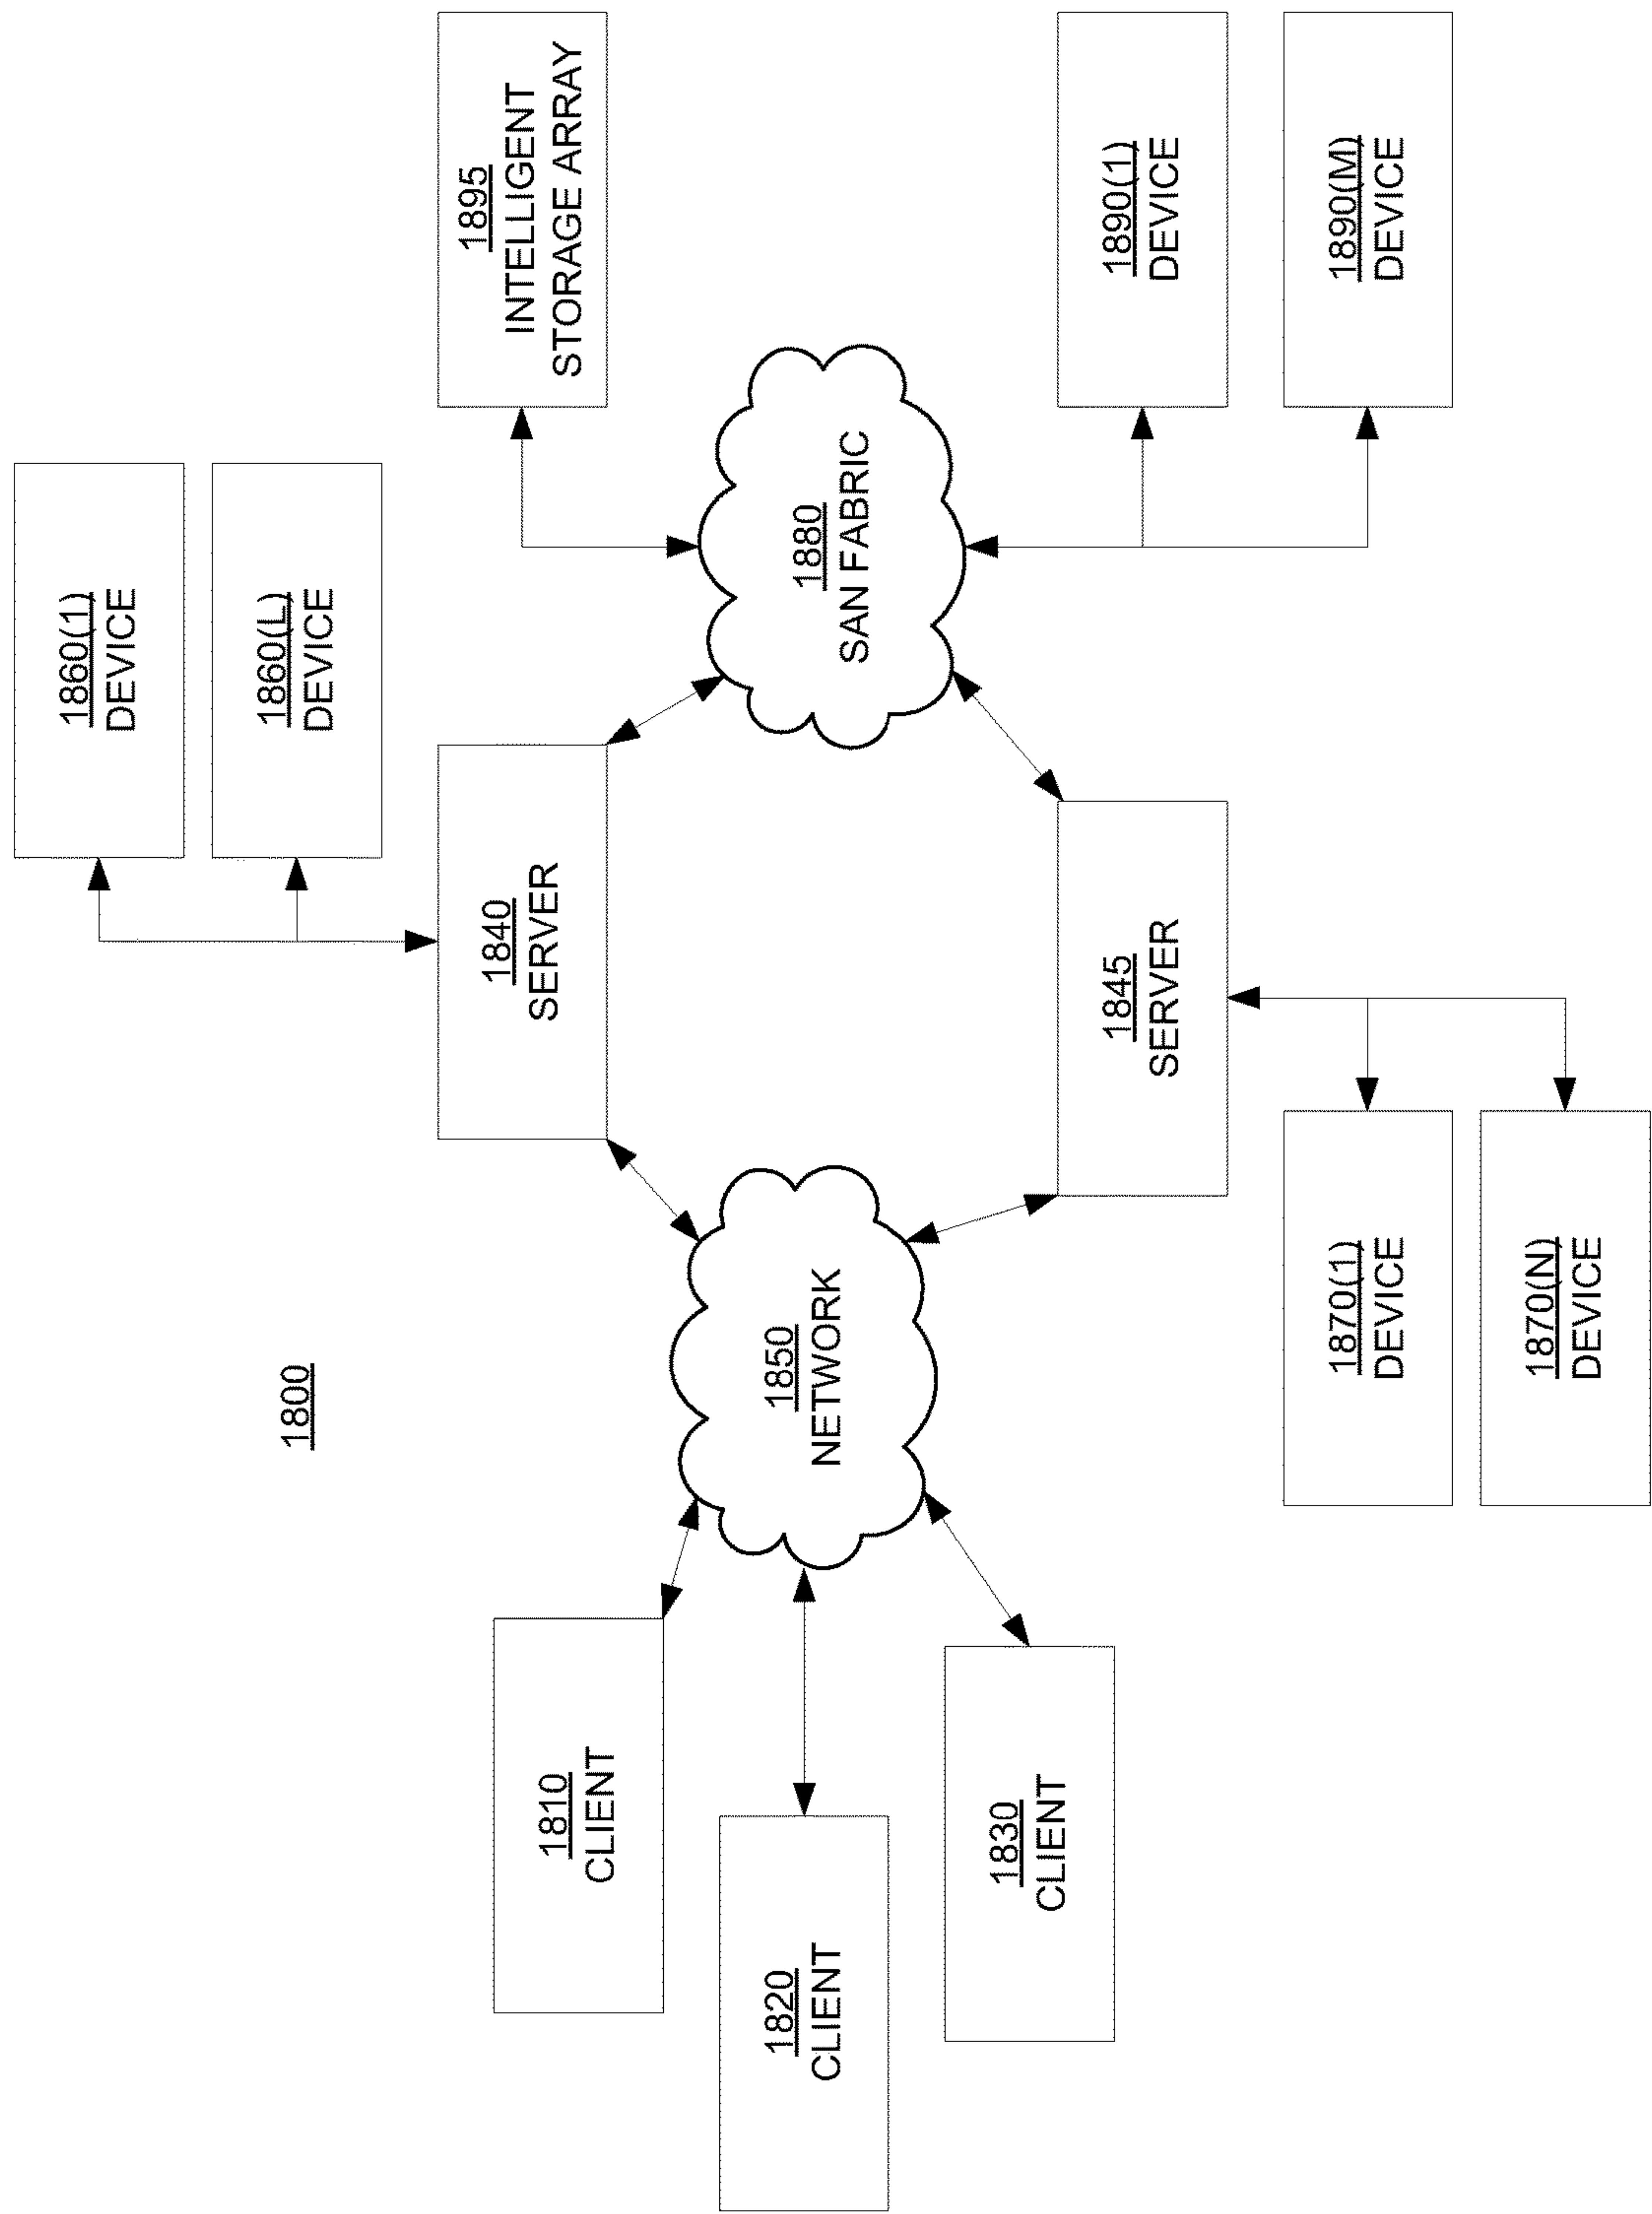 1860(1)
DEVICE
1860(L)
DEVICE
1895
INTELLIGENT
STORAGE ARRAY
1840
SERVER
1800
1810
CLIENT
1850
NETWORK
1880
SAN FABRIC
1820
CLIENT
1830
CLIENT
1845
SERVER
1890(1)
DEVICE
1890(M)
DEVICE
1870(1)
DEVICE
1870(N)
DEVICE